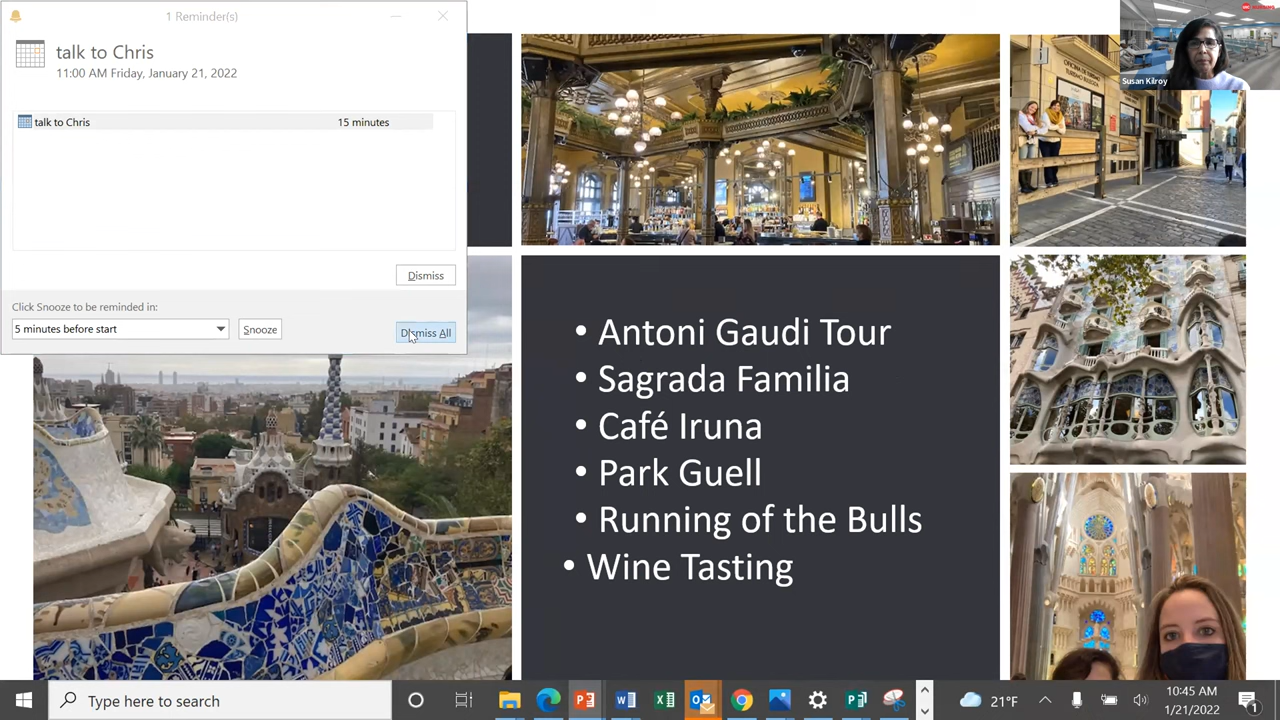 1 Reminder(s)
talk to Chris
11:00 AM Friday, January 21, 2022
talk to Chris 15 minutes
Dismiss
Click Snooze to be reminded in:
5 minutes before start Snooze Dismiss All
Susan Kilroy
• Antoni Gaudi Tour
• Sagrada Familia
• Café Iruna
• Park Guell
• Running of the Bulls
• Wine Tasting
Type here to search
21°F
10:45 AM
1/21/2022
1